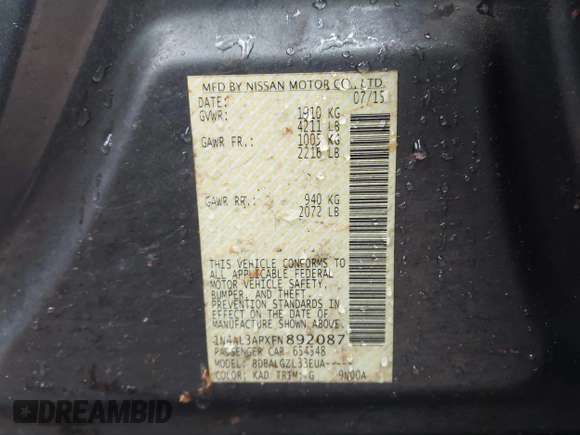 MFD BY NISSAN MOTOR CO., LTD.
DATE: 07/15
GVWR: 1910 KG
4211 LB
GAWR FR.: 1005 KG
2216 LB
GAWR RR.: 940 KG
2072 LB
THIS VEHICLE CONFORMS TO
ALL APPLICABLE FEDERAL
MOTOR VEHICLE SAFETY,
BUMPER, AND THEFT
PREVENTION STANDARDS IN
EFFECT ON THE DATE OF
MANUFACTURE SHOWN ABOVE.
1N4AL3APXFN892087
PASSENGER CAR 654548
MODEL: BDBALGZL33EUA-----
COLOR: KAD TRIM: G 9N00A
BIDFAX